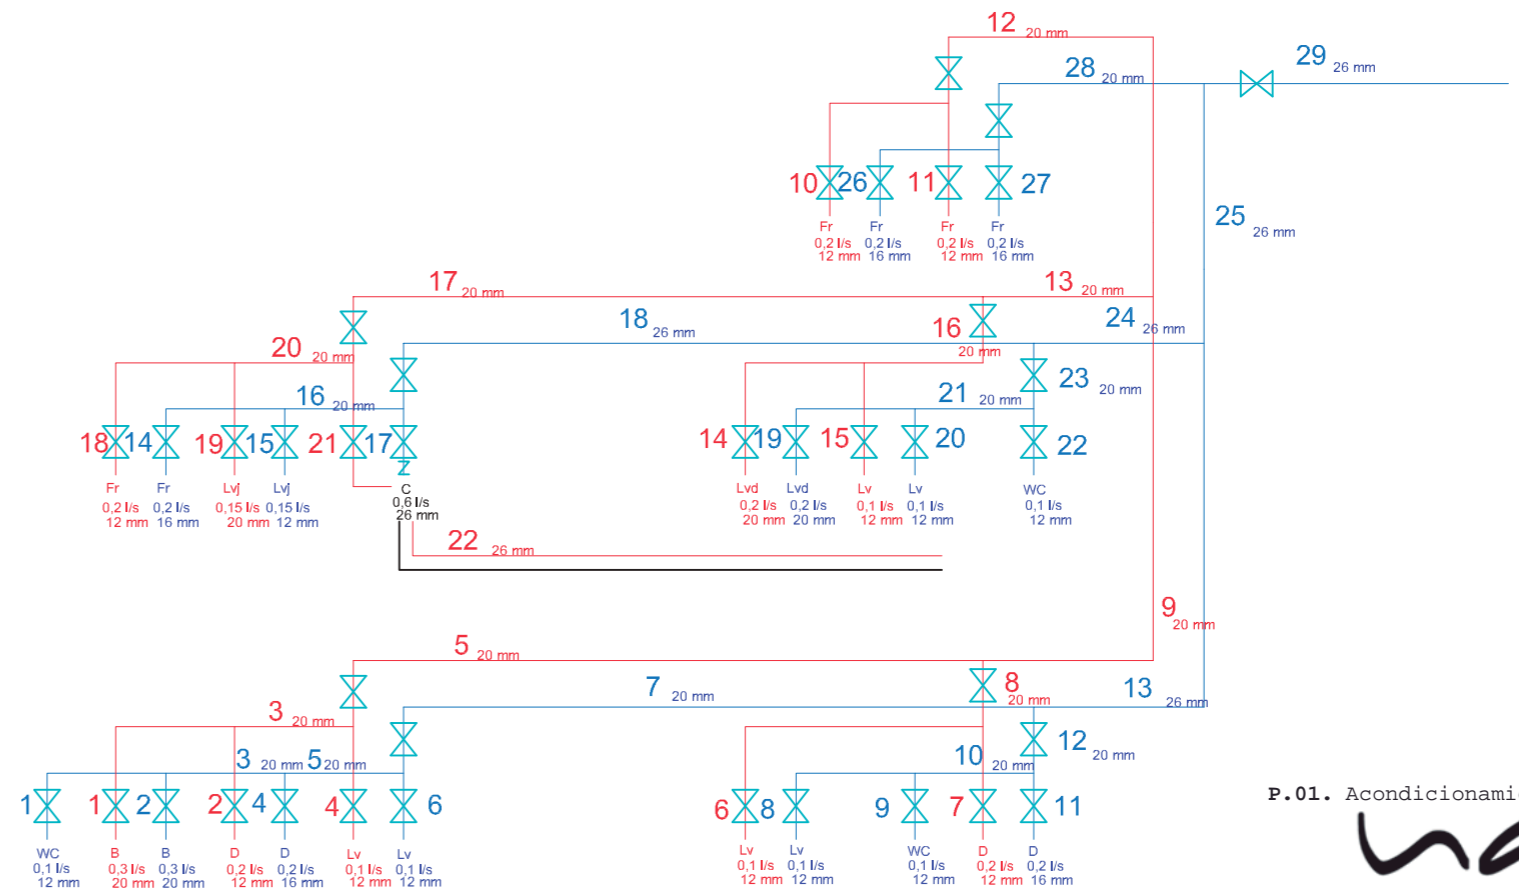 12 20 mm
29 26 mm
28 20 mm
10 26 11 27
Fr Fr Fr Fr
0,2 l/s 0,2 l/s 0,2 l/s 0,2 l/s
12 mm 16 mm 12 mm 16 mm
25 26 mm
17 20 mm 13 20 mm
18 26 mm 16 20 mm 24 26 mm
20 20 mm
23 20 mm
16 20 mm 21 20 mm
18 14 19 15 21 17 14 19 15 20 22
Z
Fr Fr Lvj Lvj C Lvd Lvd Lv Lv WC
0,2 l/s 0,2 l/s 0,15 l/s 0,15 l/s 0,6 l/s 0,2 l/s 0,2 l/s 0,1 l/s 0,1 l/s 0,1 l/s
12 mm 16 mm 20 mm 12 mm 26 mm 20 mm 20 mm 12 mm 12 mm 12 mm
22 26 mm
9 20 mm
5 20 mm
7 20 mm 8 20 mm 13 26 mm
3 20 mm
12 20 mm
3 20 mm 5 20 mm 10 20 mm
1 1 2 2 4 4 6 6 8 9 7 11
WC B B D D Lv Lv Lv Lv WC D D
0,1 l/s 0,3 l/s 0,3 l/s 0,2 l/s 0,2 l/s 0,1 l/s 0,1 l/s 0,1 l/s 0,1 l/s 0,1 l/s 0,2 l/s 0,2 l/s
12 mm 20 mm 20 mm 12 mm 16 mm 12 mm 12 mm 12 mm 12 mm 12 mm 12 mm 16 mm
P.01. Acondicionami